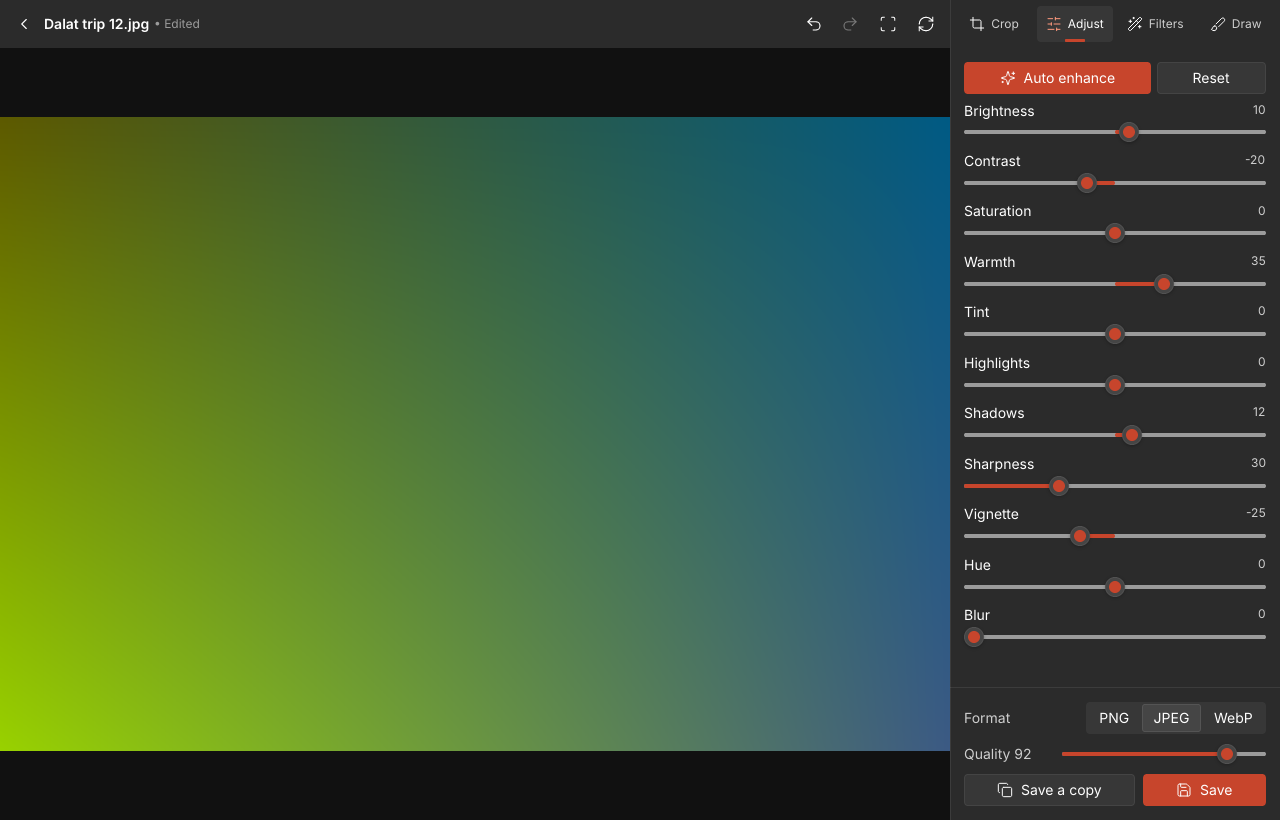 Dalat trip 12.jpg • Edited
Crop Adjust Filters Draw
Auto enhance Reset
Brightness 10
Contrast -20
Saturation 0
Warmth 35
Tint 0
Highlights 0
Shadows 12
Sharpness 30
Vignette -25
Hue 0
Blur 0
Format PNG JPEG WebP
Quality 92
Save a copy Save